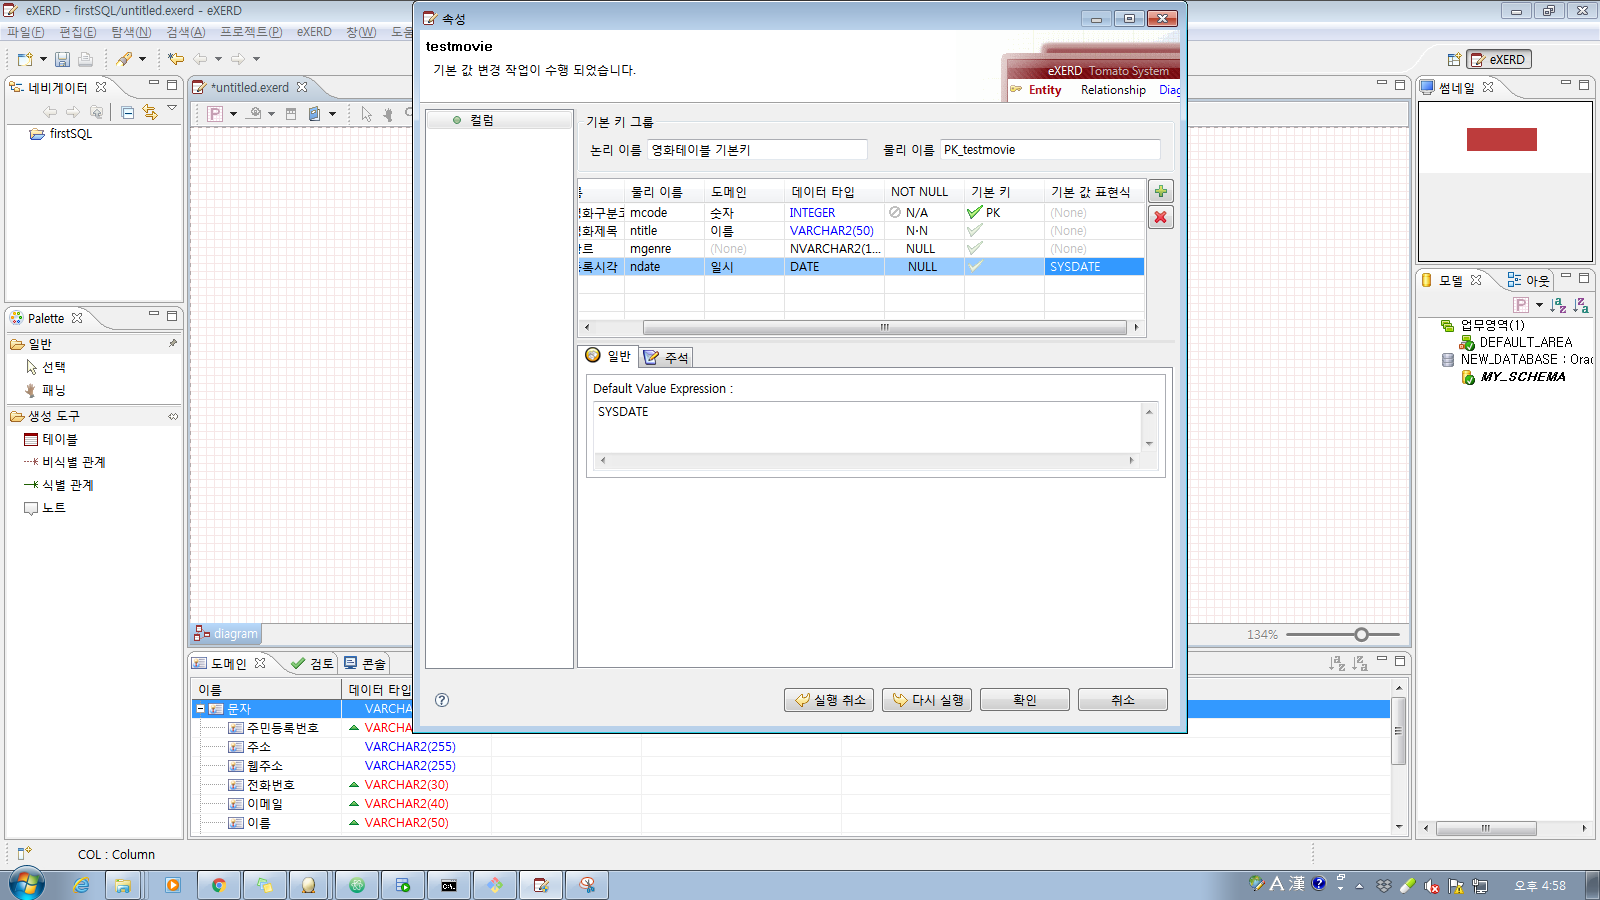 eXERD - firstSQL/untitled.exerd - eXERD
파일(F) 편집(E) 탐색(N) 검색(A) 프로젝트(P) eXERD 창(W) 도움
eXERD
네비게이터
firstSQL
Palette
일반
선택
패닝
생성 도구
테이블
비식별 관계
식별 관계
노트
*untitled.exerd
P
diagram
134%
속성
testmovie
기본 값 변경 작업이 수행 되었습니다.
eXERD Tomato System
Entity Relationship Diag
컬럼
기본 키 그룹
논리 이름 영화테이블 기본키 물리 이름 PK_testmovie
물리 이름 도메인 데이터 타입 NOT NULL 기본 키 기본 값 표현식
화구분코 mcode 숫자 INTEGER N/A PK (None)
화제목 ntitle 이름 VARCHAR2(50) N·N (None)
르 mgenre (None) NVARCHAR2(1... NULL (None)
록시각 ndate 일시 DATE NULL SYSDATE
일반 주석
Default Value Expression :
SYSDATE
실행 취소 다시 실행 확인 취소
썸네일
모델 아웃
P
업무영역(1)
DEFAULT_AREA
NEW_DATABASE : Orac
MY_SCHEMA
도메인 검토 콘솔
이름 데이터 타입
문자 VARCHA
주민등록번호 VARCHA
주소 VARCHAR2(255)
웹주소 VARCHAR2(255)
전화번호 VARCHAR2(30)
이메일 VARCHAR2(40)
이름 VARCHAR2(50)
COL : Column
A 漢
오후 4:58